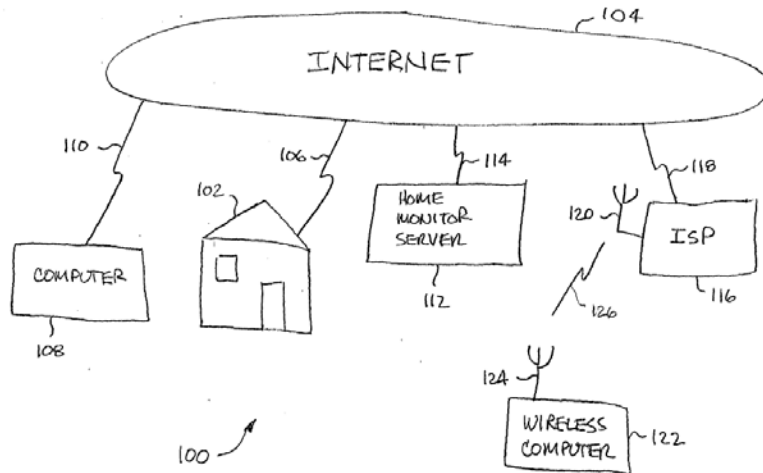 104
INTERNET
110
106
114
118
102
HOME
MONITOR
SERVER
120
ISP
COMPUTER
112
116
126
108
124
WIRELESS
COMPUTER
122
100